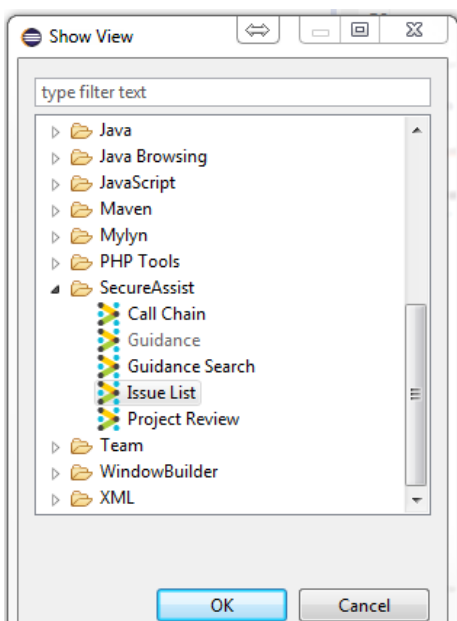 Show View
type filter text
Java
Java Browsing
JavaScript
Maven
Mylyn
PHP Tools
SecureAssist
Call Chain
Guidance
Guidance Search
Issue List
Project Review
Team
WindowBuilder
XML
OK
Cancel